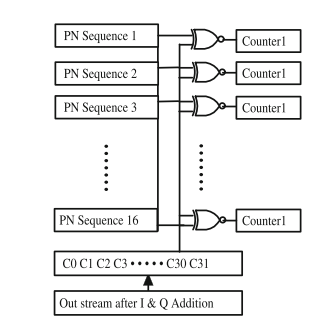 PN Sequence 1
Counter1
PN Sequence 2
Counter1
PN Sequence 3
Counter1
PN Sequence 16
Counter1
C0 C1 C2 C3 • • • • • C30 C31
Out stream after I & Q Addition